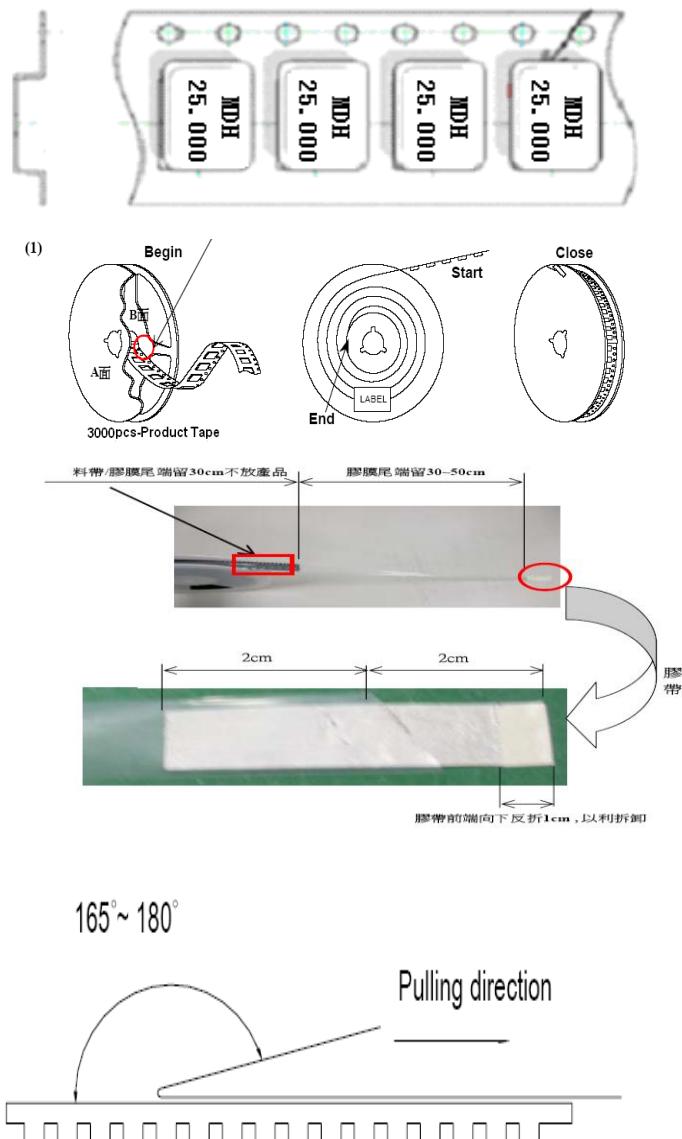 MDH
25.000
MDH
25.000
MDH
25.000
MDH
25.000
(1)
Begin
Start
Close
B面
A面
End
LABEL
3000pcs-Product Tape
料帶/膠膜尾端留30cm不放產品
膠膜尾端留30~50cm
2cm
2cm
膠帶
膠帶前端向下反折1cm，以利拆卸
165°~ 180°
Pulling direction